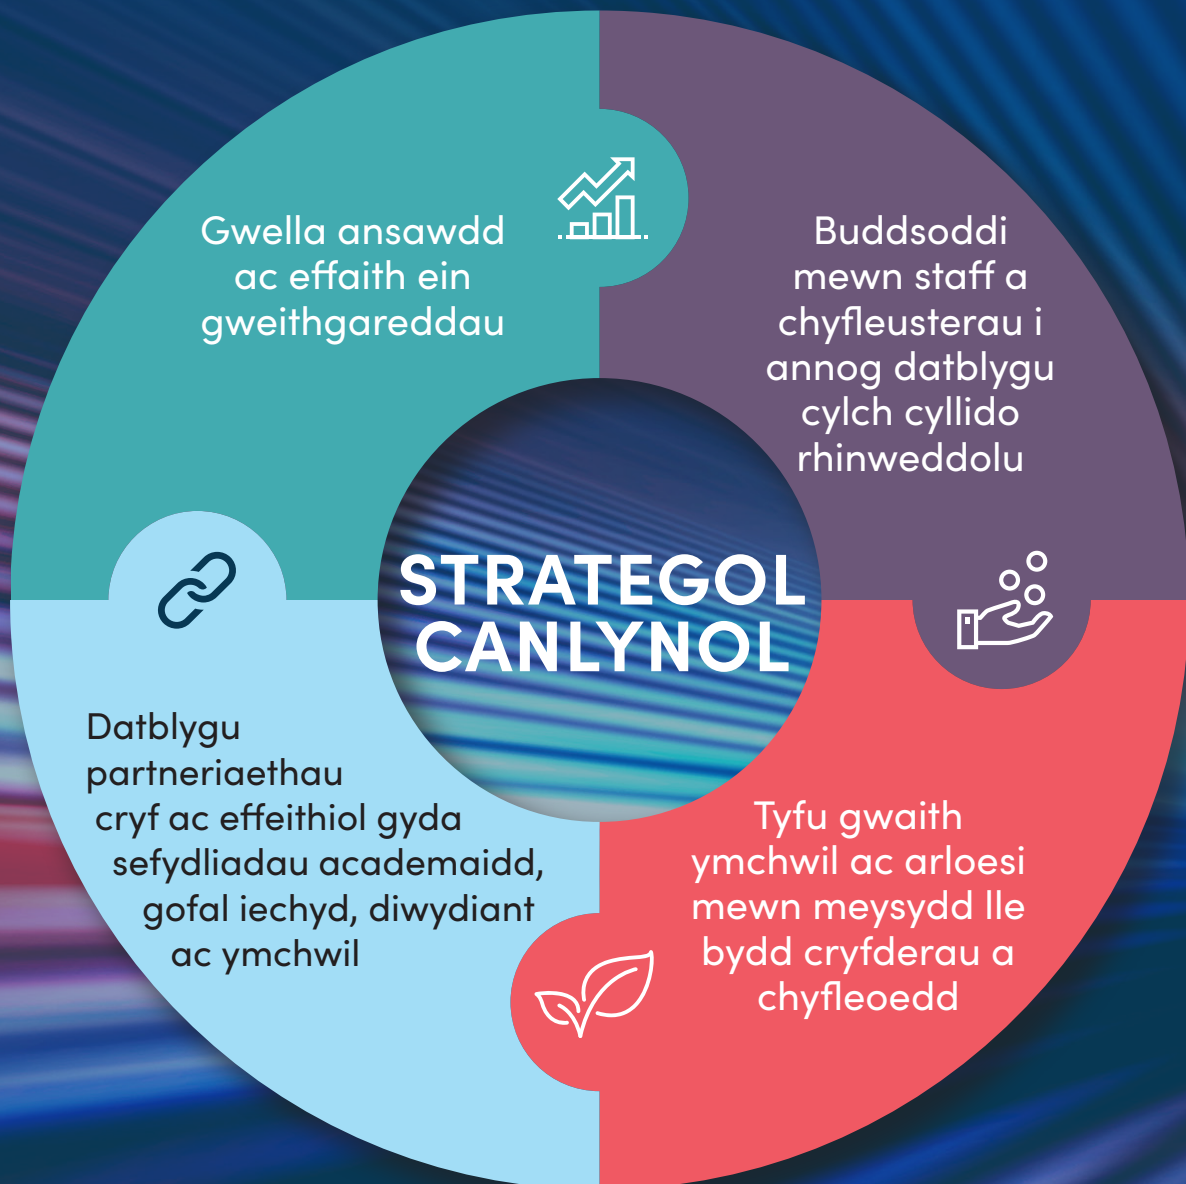 Gwella ansawdd
ac effaith ein
gweithgareddau
Buddsoddi
mewn staff a
chyfleusterau i
annog datblygu
cylch cyllido
rhinweddolu
STRATEGOL
CANLYNOL
Datblygu
partneriaethau
cryf ac effeithiol gyda
sefydliadau academaidd,
gofal iechyd, diwydiant
ac ymchwil
Tyfu gwaith
ymchwil ac arloesi
mewn meysydd lle
bydd cryfderau a
chyfleoedd